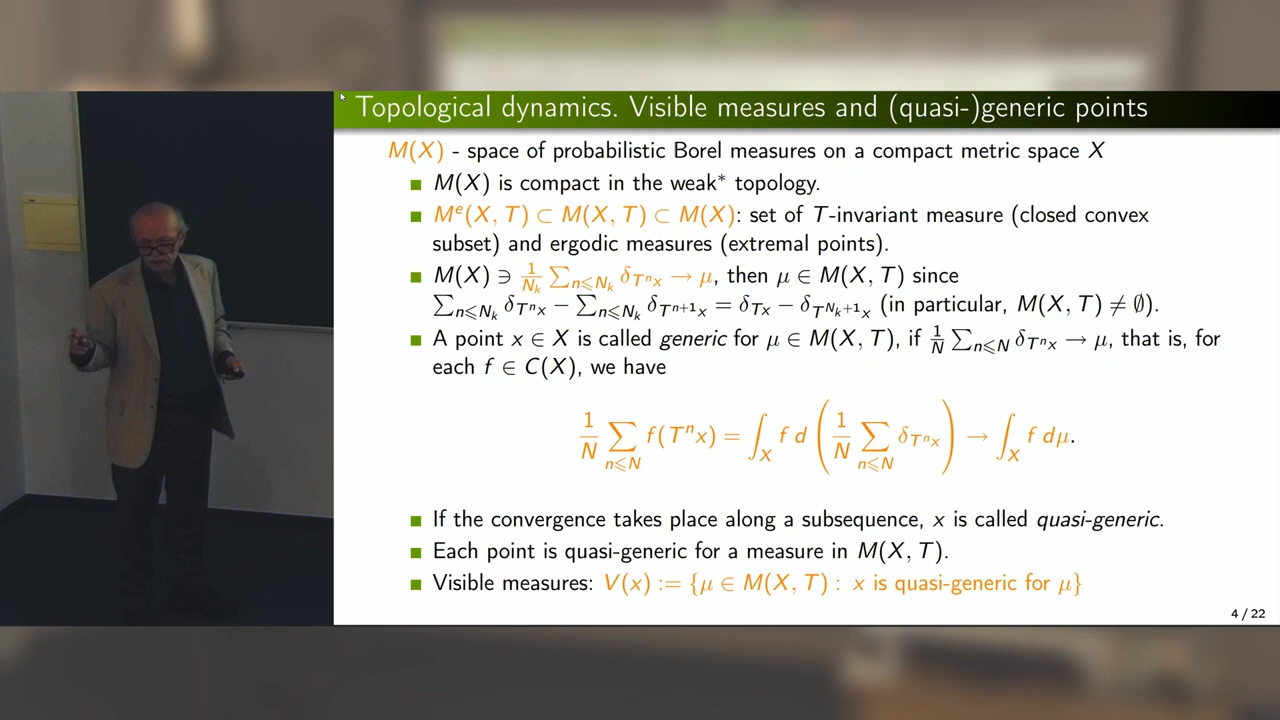 Topological dynamics. Visible measures and (quasi-)generic points
M(X) - space of probabilistic Borel measures on a compact metric space X
M(X) is compact in the weak* topology.
Mᵉ(X, T) ⊂ M(X, T) ⊂ M(X): set of T-invariant measure (closed convex
subset) and ergodic measures (extremal points).
M(X) ∋ 1/N_k ∑_{n⩽N_k} δ_{T^n x} → μ, then μ ∈ M(X, T) since
∑_{n⩽N_k} δ_{T^n x} − ∑_{n⩽N_k} δ_{T^{n+1} x} = δ_{Tx} − δ_{T^{N_k+1} x} (in particular, M(X, T) ≠ ∅).
A point x ∈ X is called generic for μ ∈ M(X, T), if 1/N ∑_{n⩽N} δ_{T^n x} → μ, that is, for
each f ∈ C(X), we have
1/N ∑_{n⩽N} f(T^n x) = ∫_X f d (1/N ∑_{n⩽N} δ_{T^n x}) → ∫_X f dμ.
If the convergence takes place along a subsequence, x is called quasi-generic.
Each point is quasi-generic for a measure in M(X, T).
Visible measures: V(x) := {μ ∈ M(X, T) : x is quasi-generic for μ}
4 / 22